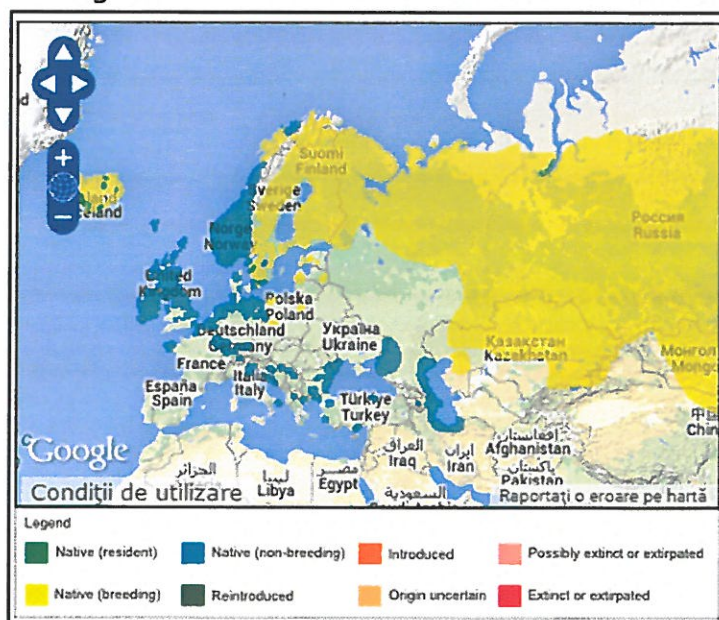 Iceland
Suomi
Finland
Sverige
Sweden
Norge
Norway
Россия
Russia
United
Kingdom
Polska
Poland
Deutschland
Germany
Україна
Ukraine
Қазақстан
Kazakhstan
France
Italia
Italy
España
Spain
Türkiye
Turkey
العراق
Iraq
ایران
Iran
افغانستان
Afghanistan
پاکستان
Pakistan
الجزائر
ليبيا
Libya
مصر
Egypt
السعودية
Chin
Google
Condiții de utilizare
Raportați o eroare pe hartă
Legend
Native (resident) Native (non-breeding) Introduced Possibly extinct or extirpated
Native (breeding) Reintroduced Origin uncertain Extinct or extirpated